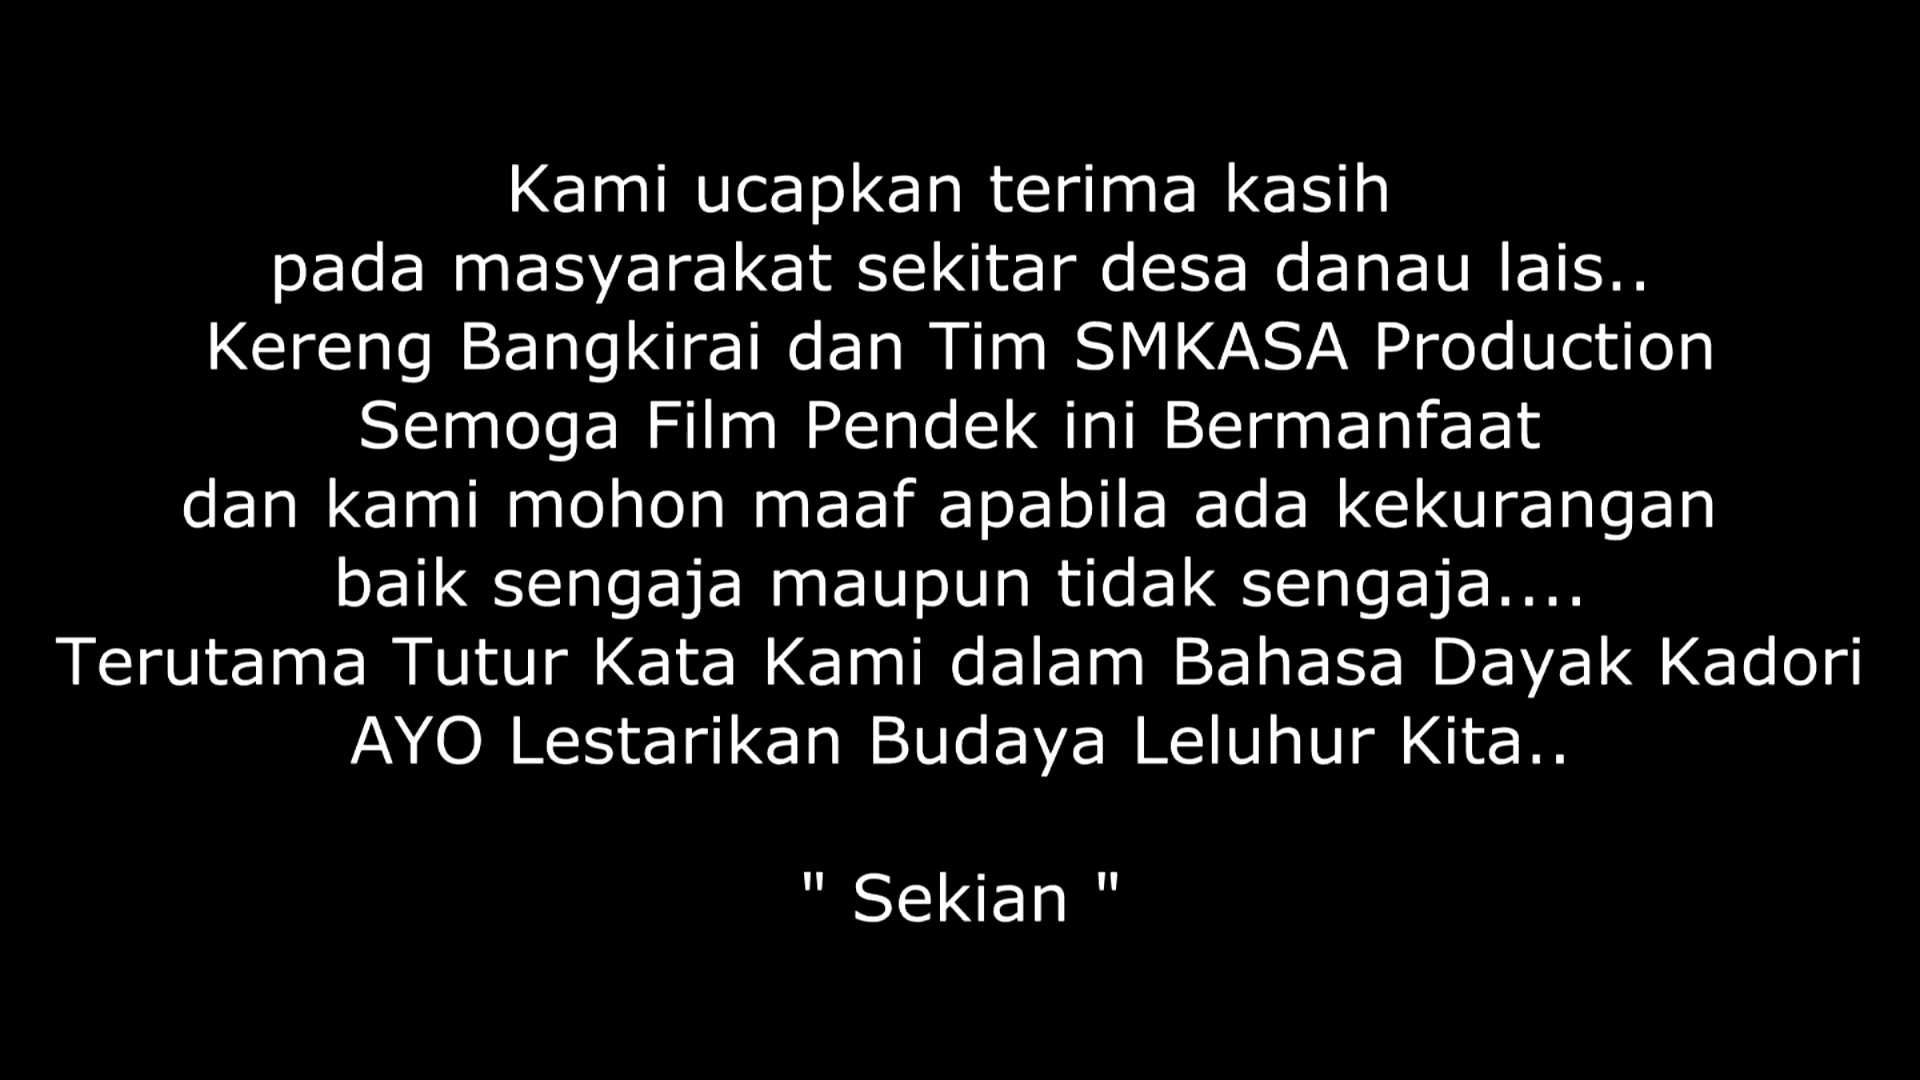 Kami ucapkan terima kasih
pada masyarakat sekitar desa danau lais..
Kereng Bangkirai dan Tim SMKASA Production
Semoga Film Pendek ini Bermanfaat
dan kami mohon maaf apabila ada kekurangan
baik sengaja maupun tidak sengaja....
Terutama Tutur Kata Kami dalam Bahasa Dayak Kadori
AYO Lestarikan Budaya Leluhur Kita..
" Sekian "